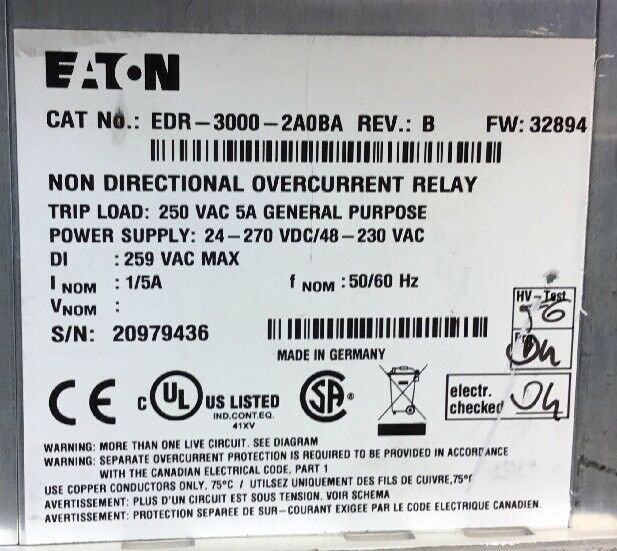 EATON
CAT No.: EDR-3000-2A0BA REV.: B FW: 32894
NON DIRECTIONAL OVERCURRENT RELAY
TRIP LOAD: 250 VAC 5A GENERAL PURPOSE
POWER SUPPLY: 24-270 VDC/48-230 VAC
DI : 259 VAC MAX
I NOM : 1/5A f NOM : 50/60 Hz
VNOM :
HV-Test
S/N: 20979436
MADE IN GERMANY
CE c UL US LISTED SA
IND.CONT.EQ.
41XV
electr.
checked
WARNING: MORE THAN ONE LIVE CIRCUIT. SEE DIAGRAM
WARNING: SEPARATE OVERCURRENT PROTECTION IS REQUIRED TO BE PROVIDED IN ACCORDANCE
WITH THE CANADIAN ELECTRICAL CODE, PART 1
USE COPPER CONDUCTORS ONLY, 75°C / UTILSEZ UNIQUEMENT DES FILS DE CUIVRE,75°C
AVERTISSEMENT: PLUS D'UN CIRCUIT EST SOUS TENSION. VOIR SCHEMA
AVERTISSEMENT: PROTECTION SEPAREE DE SUR-COURANT EXIGEE PAR LE CODE ELECTRIQUE CANADIEN.